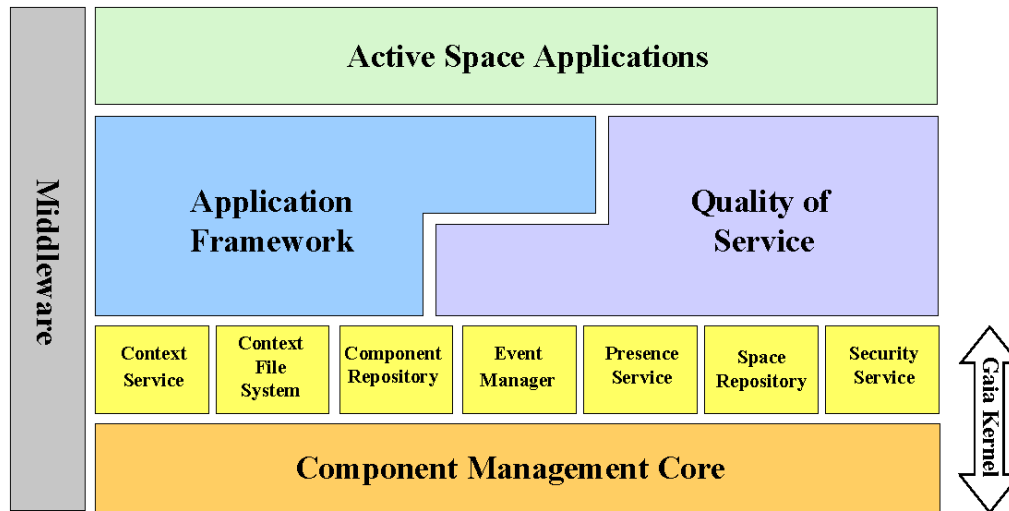 Active Space Applications
Middleware
Application
Framework
Quality of
Service
Context
Service
Context
File
System
Component
Repository
Event
Manager
Presence
Service
Space
Repository
Security
Service
Gaia Kernel
Component Management Core